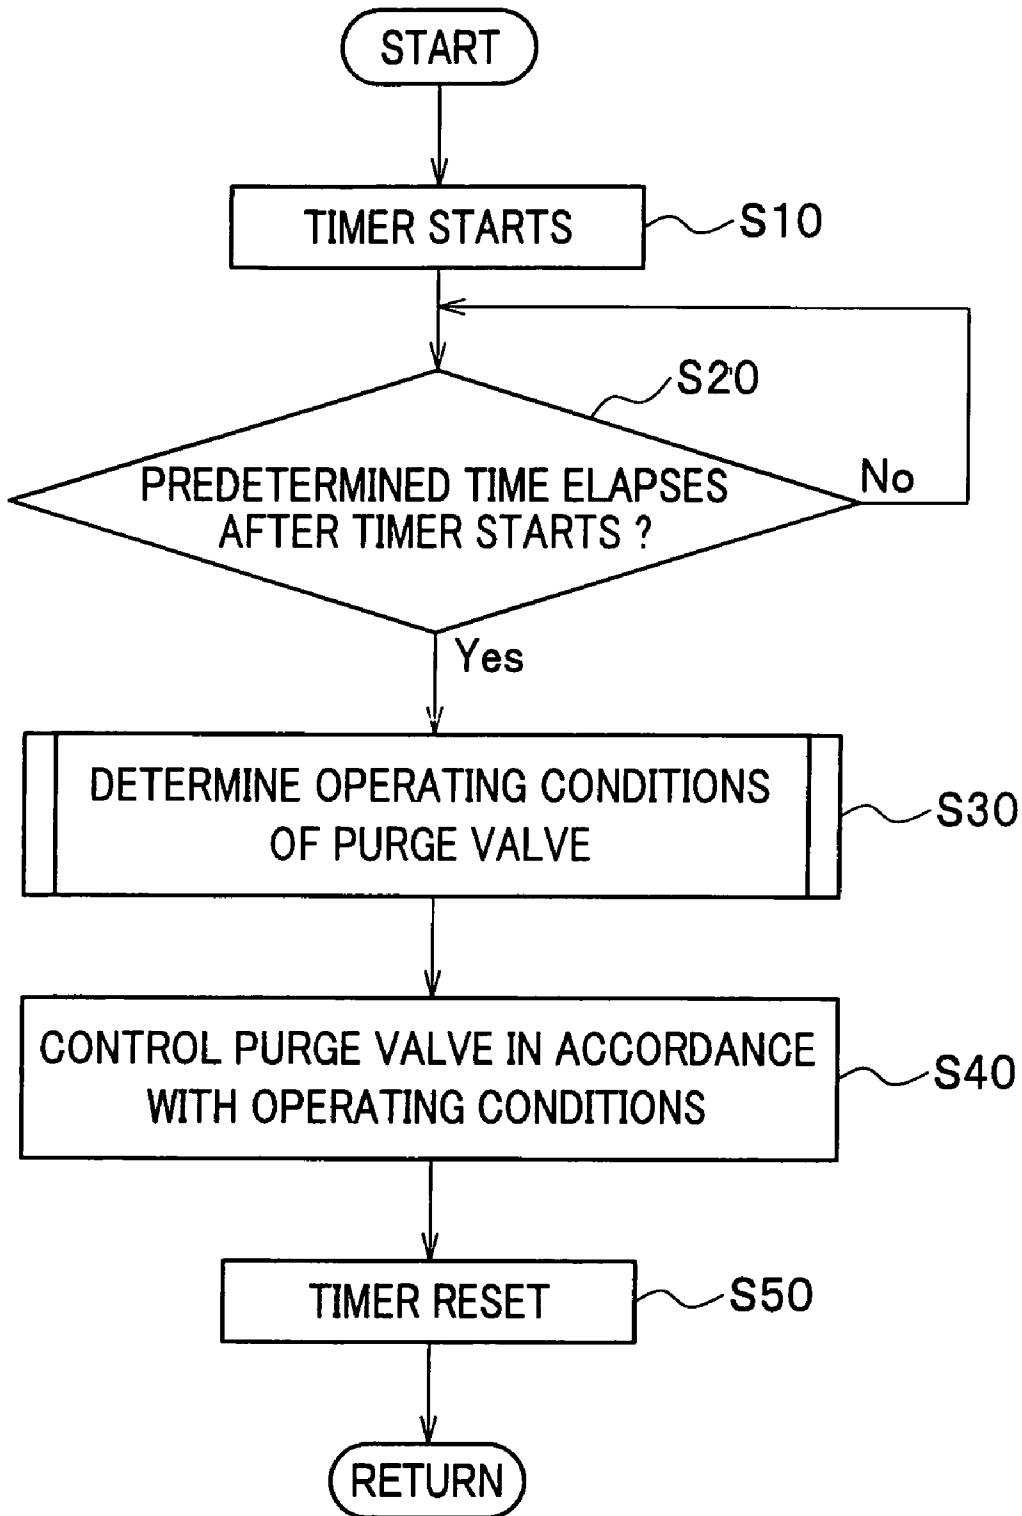 START
TIMER STARTS
S10
S20
PREDETERMINED TIME ELAPSES
AFTER TIMER STARTS ?
No
Yes
DETERMINE OPERATING CONDITIONS
OF PURGE VALVE
S30
CONTROL PURGE VALVE IN ACCORDANCE
WITH OPERATING CONDITIONS
S40
TIMER RESET
S50
RETURN